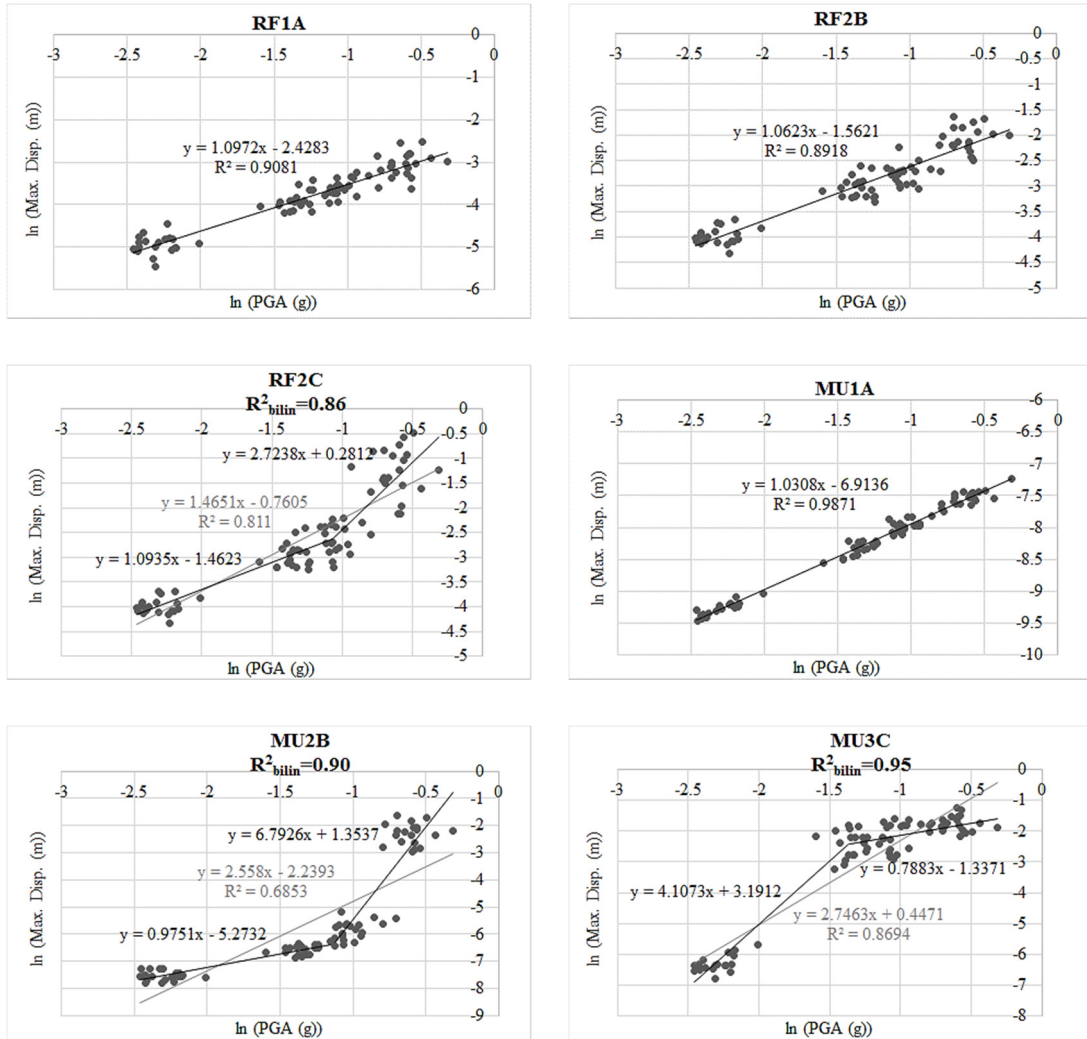 RF1A
-3 -2.5 -2 -1.5 -1 -0.5 0
0
-1
-2
-3
-4
-5
-6
ln (Max. Disp. (m))
y = 1.0972x - 2.4283
R² = 0.9081
ln (PGA (g))
RF2B
-3 -2.5 -2 -1.5 -1 -0.5 0
0
-0.5
-1
-1.5
-2
-2.5
-3
-3.5
-4
-4.5
-5
ln (Max. Disp. (m))
y = 1.0623x - 1.5621
R² = 0.8918
ln (PGA (g))
RF2C
R²bilin=0.86
-3 -2.5 -2 -1.5 -1 -0.5 0
0
-0.5
-1
-1.5
-2
-2.5
-3
-3.5
-4
-4.5
-5
ln (Max. Disp. (m))
y = 2.7238x + 0.2812
y = 1.4651x - 0.7605
R² = 0.811
y = 1.0935x - 1.4623
ln (PGA (g))
MU1A
-3 -2.5 -2 -1.5 -1 -0.5 0
-6
-6.5
-7
-7.5
-8
-8.5
-9
-9.5
-10
ln (Max. Disp. (m))
y = 1.0308x - 6.9136
R² = 0.9871
ln (PGA (g))
MU2B
R²bilin=0.90
-3 -2.5 -2 -1.5 -1 -0.5 0
0
-1
-2
-3
-4
-5
-6
-7
-8
-9
ln (Max. Disp. (m))
y = 6.7926x + 1.3537
y = 2.558x - 2.2393
R² = 0.6853
y = 0.9751x - 5.2732
ln (PGA (g))
MU3C
R²bilin=0.95
-3 -2.5 -2 -1.5 -1 -0.5 0
0
-1
-2
-3
-4
-5
-6
-7
-8
ln (Max. Disp. (m))
y = 0.7883x - 1.3371
y = 4.1073x + 3.1912
y = 2.7463x + 0.4471
R² = 0.8694
ln (PGA (g))